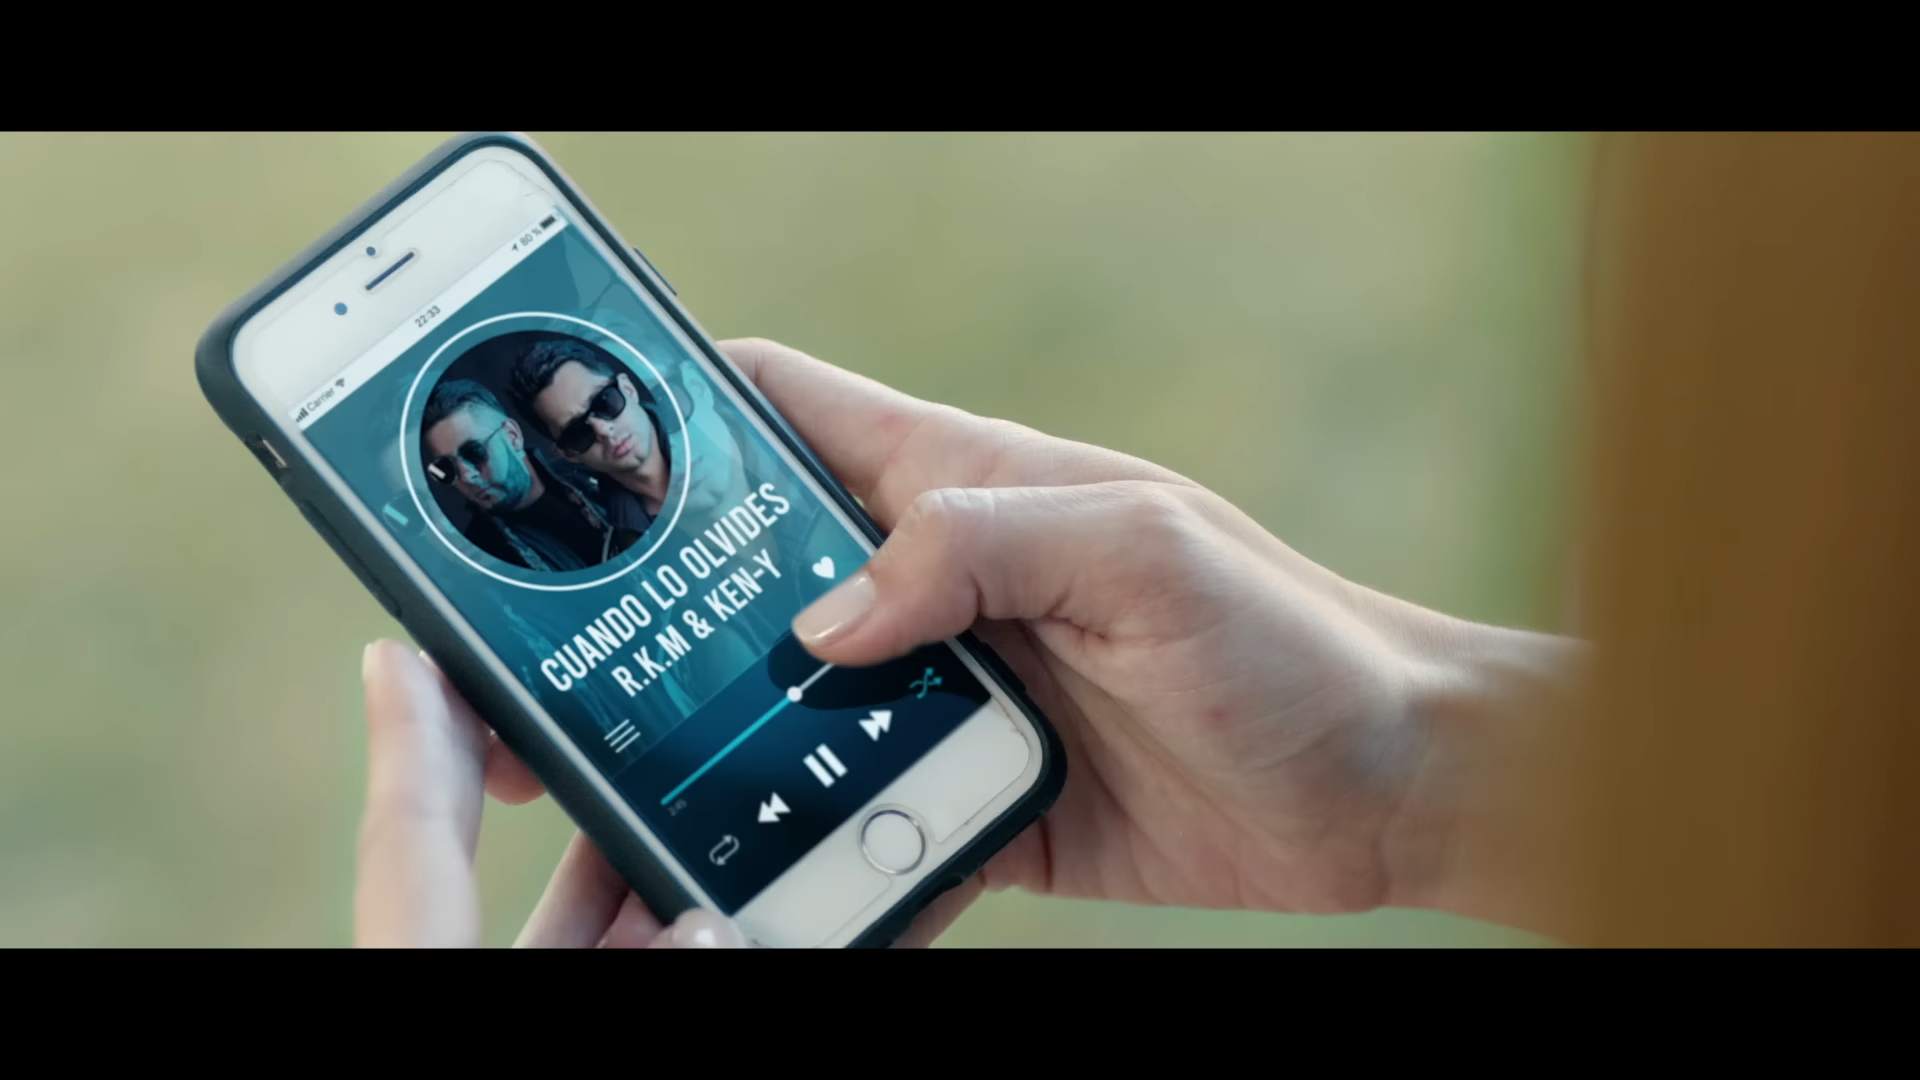 Carrier
22:33
80 %
CUANDO LO OLVIDES
R.K.M & KEN-Y